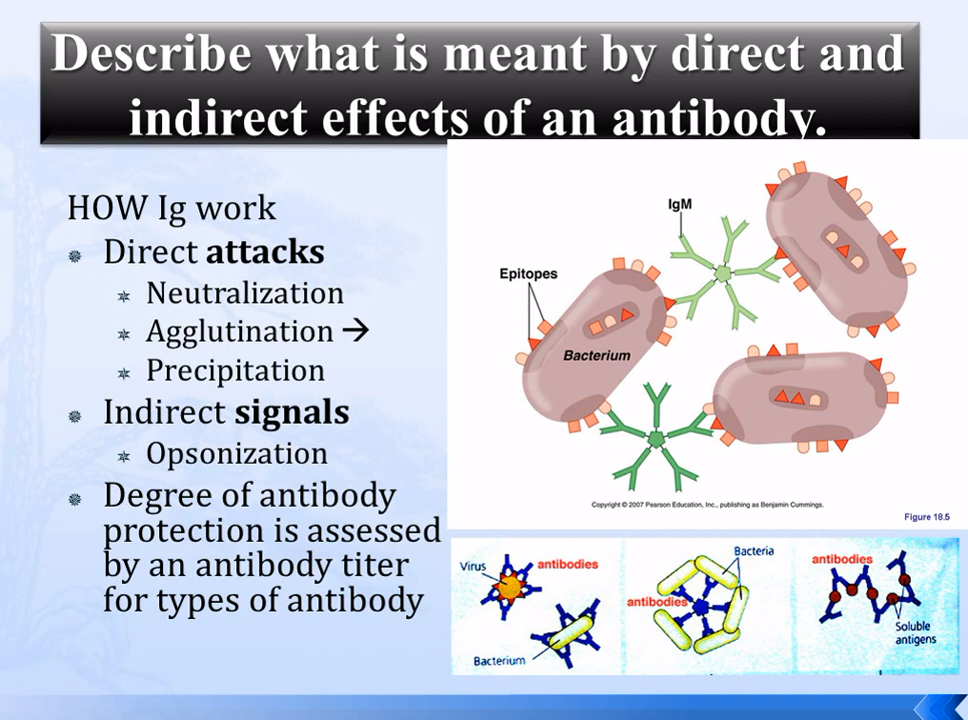 Describe what is meant by direct and
indirect effects of an antibody.
HOW Ig work
Direct attacks
Neutralization
Agglutination →
Precipitation
Indirect signals
Opsonization
Degree of antibody
protection is assessed
by an antibody titer
for types of antibody
IgM
Epitopes
Bacterium
Copyright © 2007 Pearson Education, Inc., publishing as Benjamin Cummings.
Figure 18.5
Virus
antibodies
Bacterium
Bacteria
antibodies
antibodies
Soluble
antigens